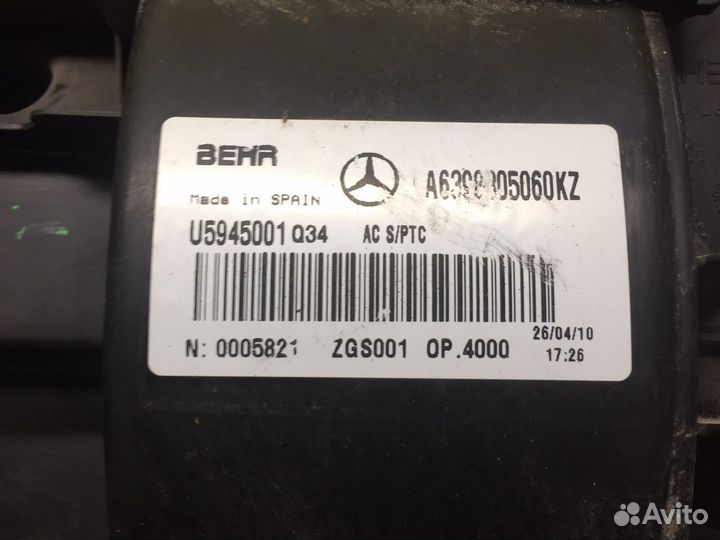 BEHR
Made in SPAIN
U5945001 Q34 AC S/PTC
N: 0005821 ZGS001 OP.4000
26/04/10
17:26
Avito